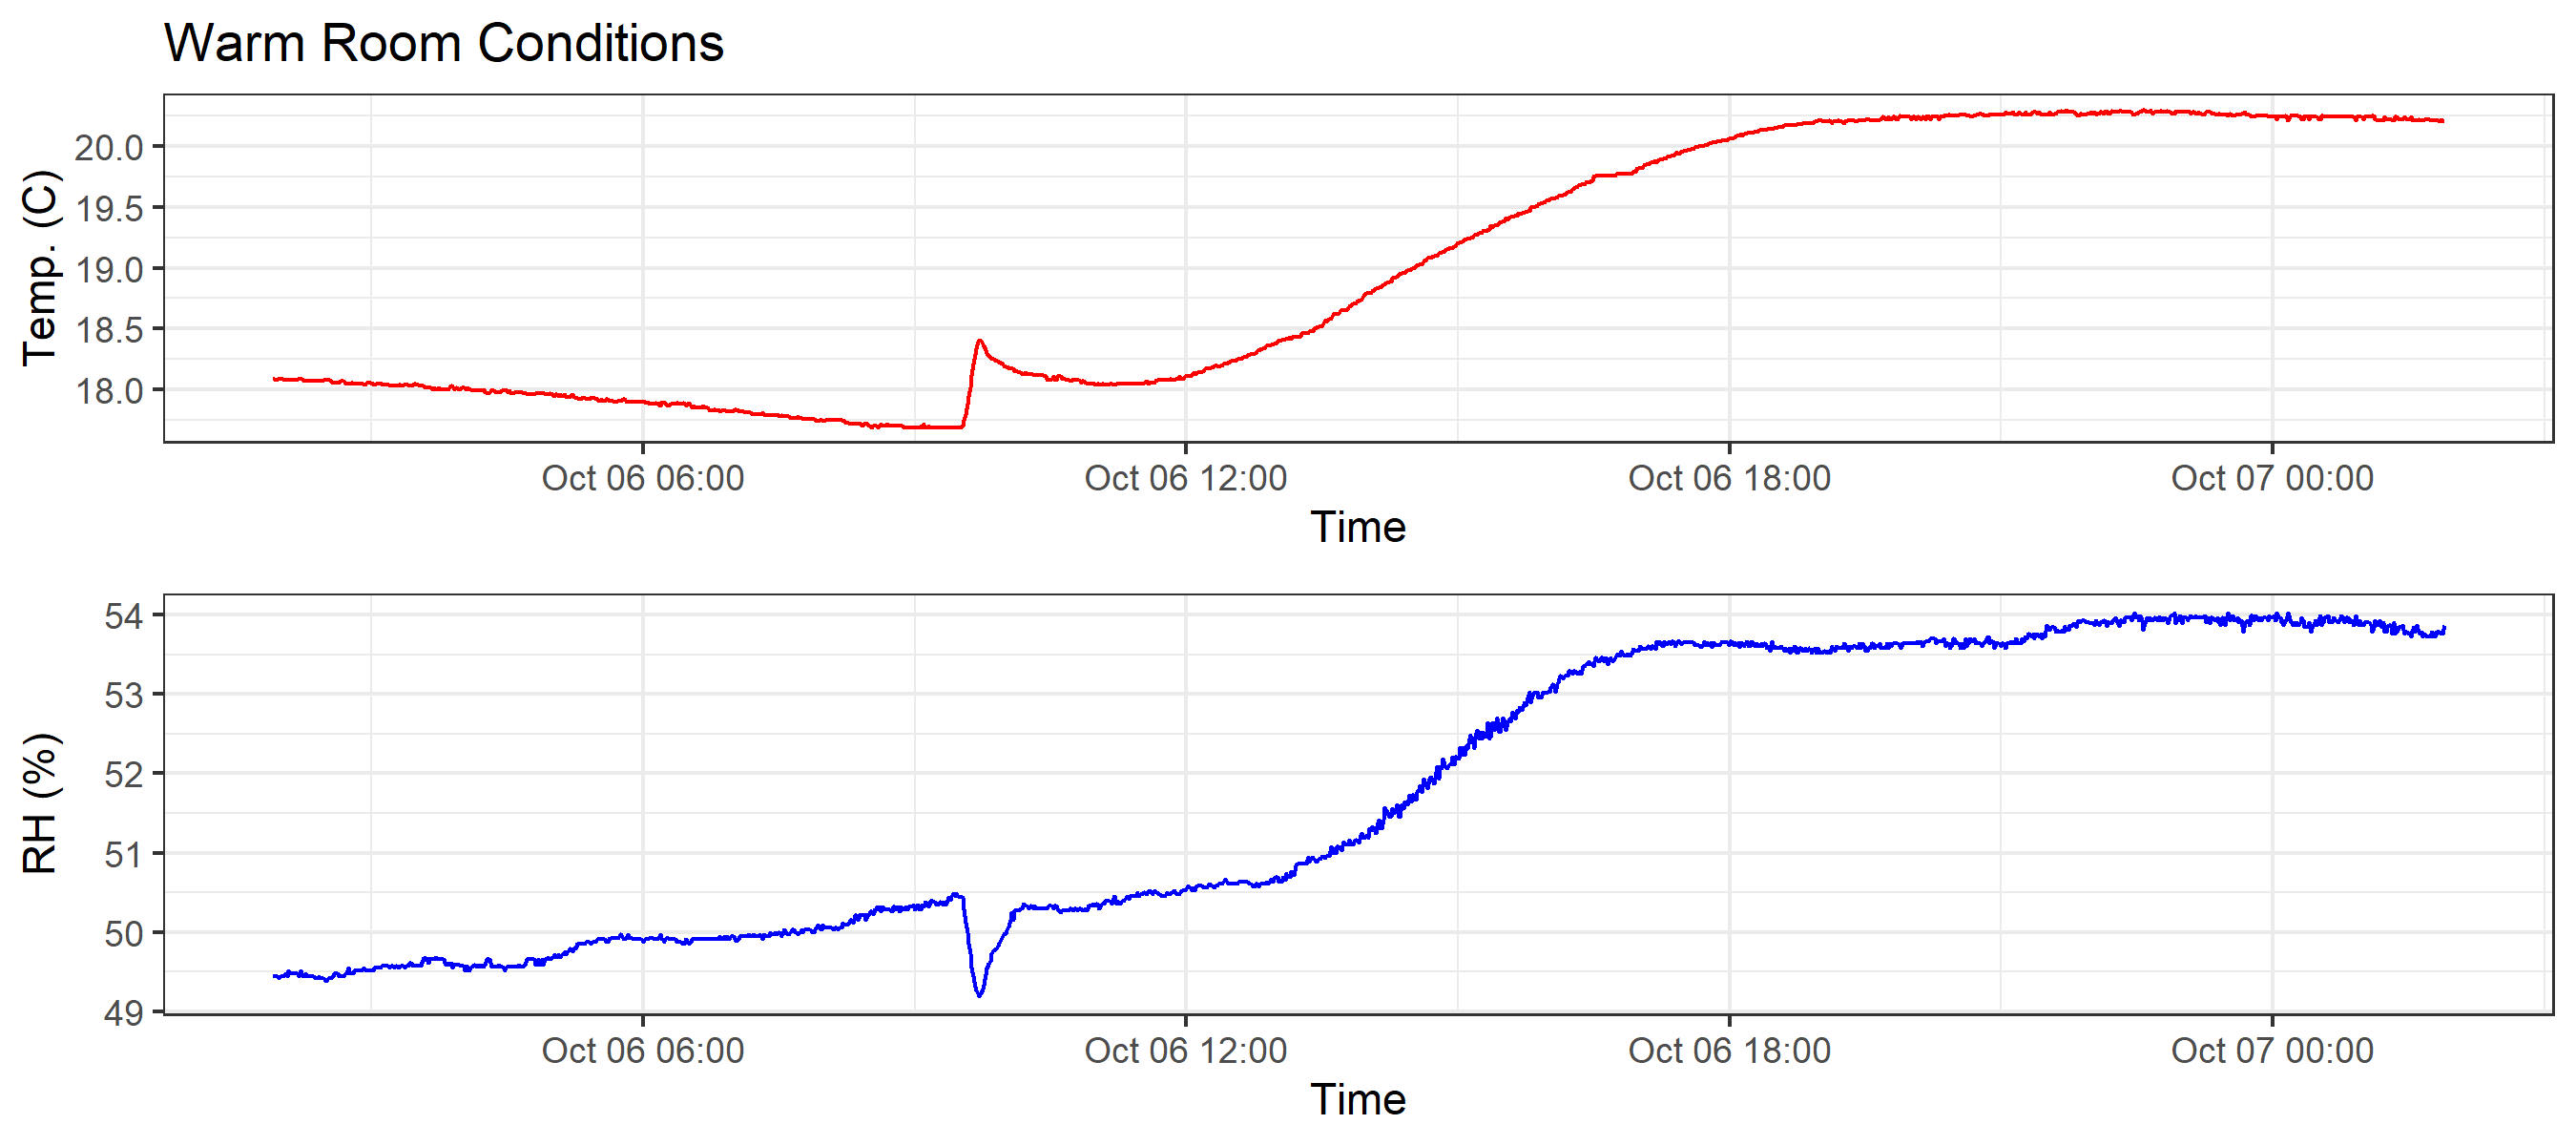 Warm Room Conditions
Temp. (C)
20.0
19.5
19.0
18.5
18.0
Oct 06 06:00 Oct 06 12:00 Oct 06 18:00 Oct 07 00:00
Time
RH (%)
54
53
52
51
50
49
Oct 06 06:00 Oct 06 12:00 Oct 06 18:00 Oct 07 00:00
Time